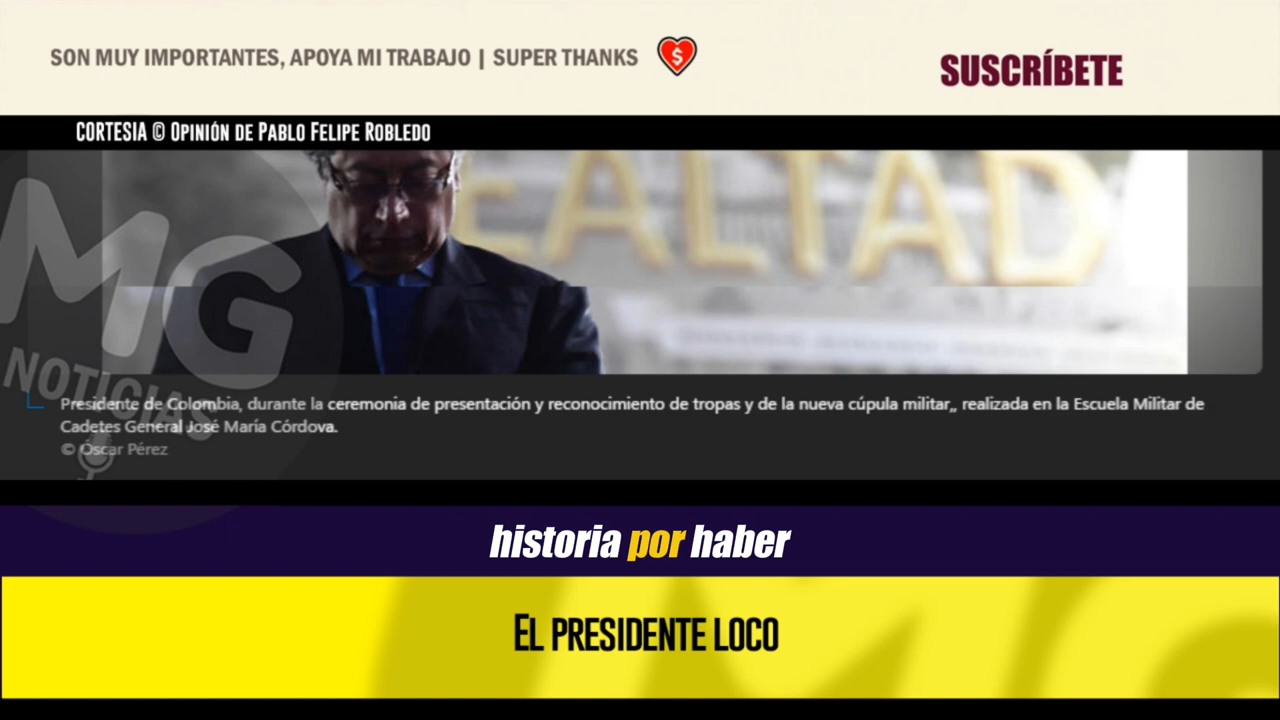 SON MUY IMPORTANTES, APOYA MI TRABAJO | SUPER THANKS
$
SUSCRÍBETE
CORTESIA © OPINIÓN DE PABLO FELIPE ROBLEDO
EALTAD
MG
NOTICIAS
Presidente de Colombia, durante la ceremonia de presentación y reconocimiento de tropas y de la nueva cúpula militar,, realizada en la Escuela Militar de
Cadetes General José María Córdova.
© Óscar Pérez
historia por haber
EL PRESIDENTE LOCO